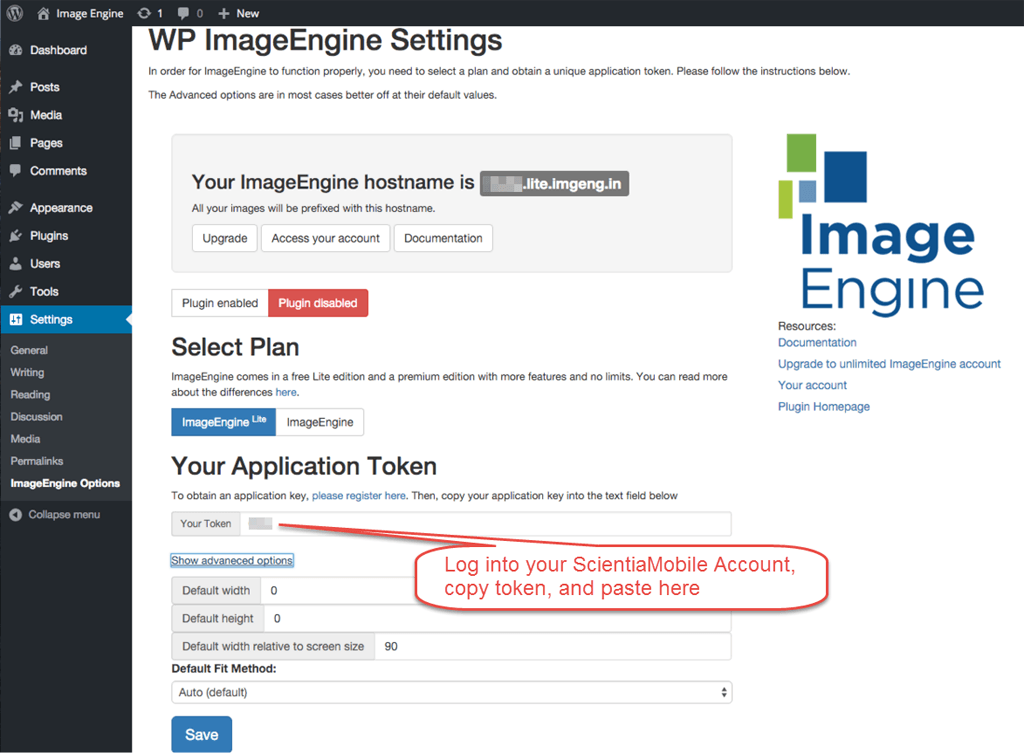 Image Engine 1 0 New
Dashboard
Posts
Media
Pages
Comments
Appearance
Plugins
Users
Tools
Settings
General
Writing
Reading
Discussion
Media
Permalinks
ImageEngine Options
Collapse menu
WP ImageEngine Settings
In order for ImageEngine to function properly, you need to select a plan and obtain a unique application token. Please follow the instructions below.
The Advanced options are in most cases better off at their default values.
Your ImageEngine hostname is .lite.imgeng.in
All your images will be prefixed with this hostname.
Upgrade Access your account Documentation
Plugin enabled Plugin disabled
Select Plan
ImageEngine comes in a free Lite edition and a premium edition with more features and no limits. You can read more
about the differences here.
ImageEngine Lite ImageEngine
Your Application Token
To obtain an application key, please register here. Then, copy your application key into the text field below
Your Token
Log into your ScientiaMobile Account,
copy token, and paste here
Show advanced options
Default width 0
Default height 0
Default width relative to screen size 90
Default Fit Method:
Auto (default)
Save
Image
Engine
Resources:
Documentation
Upgrade to unlimited ImageEngine account
Your account
Plugin Homepage